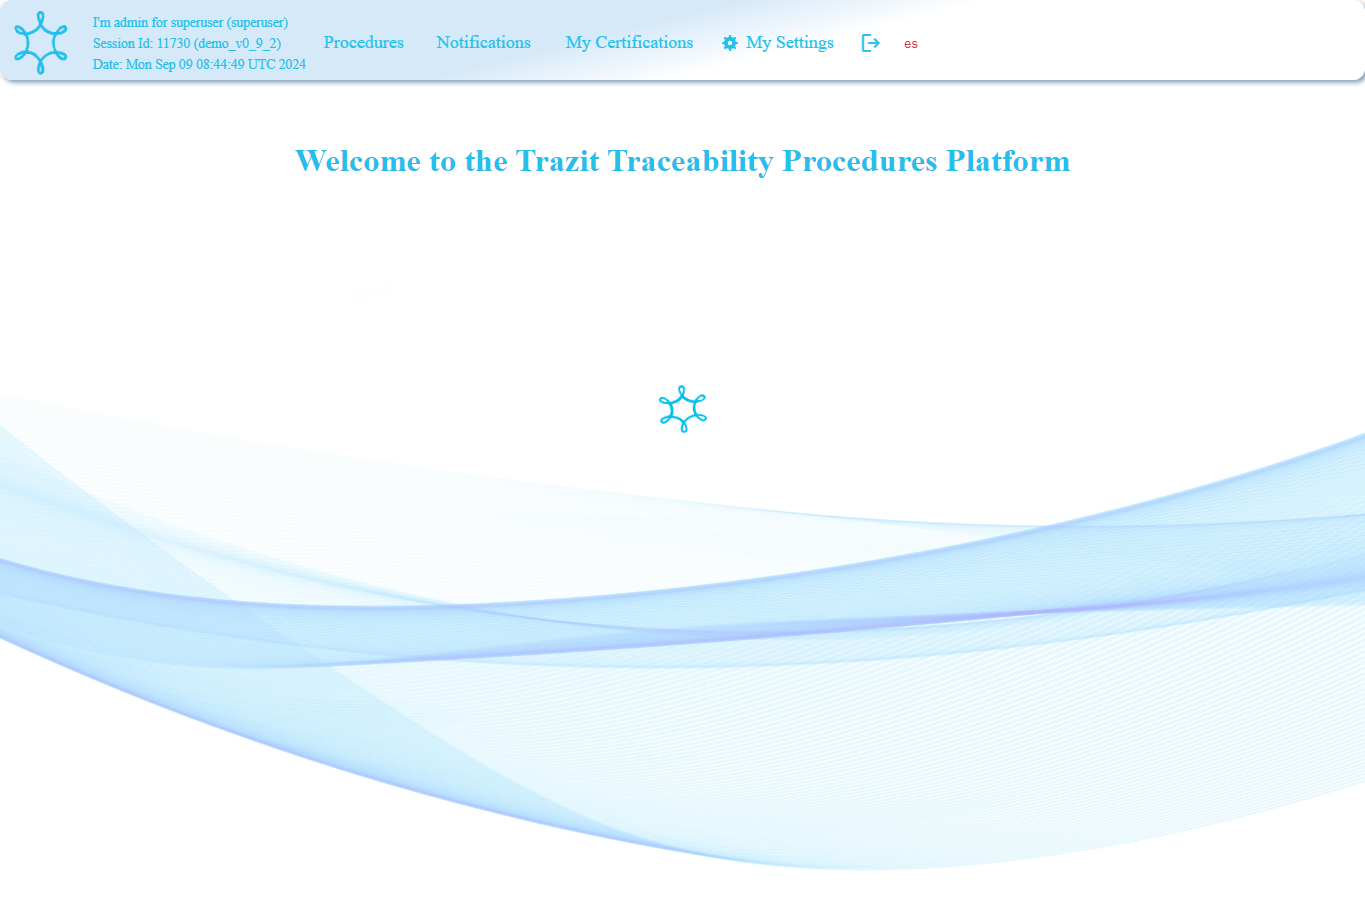 I'm admin for superuser (superuser)
Session Id: 11730 (demo_v0_9_2)
Date: Mon Sep 09 08:44:49 UTC 2024
Procedures
Notifications
My Certifications
My Settings
es
Welcome to the Trazit Traceability Procedures Platform